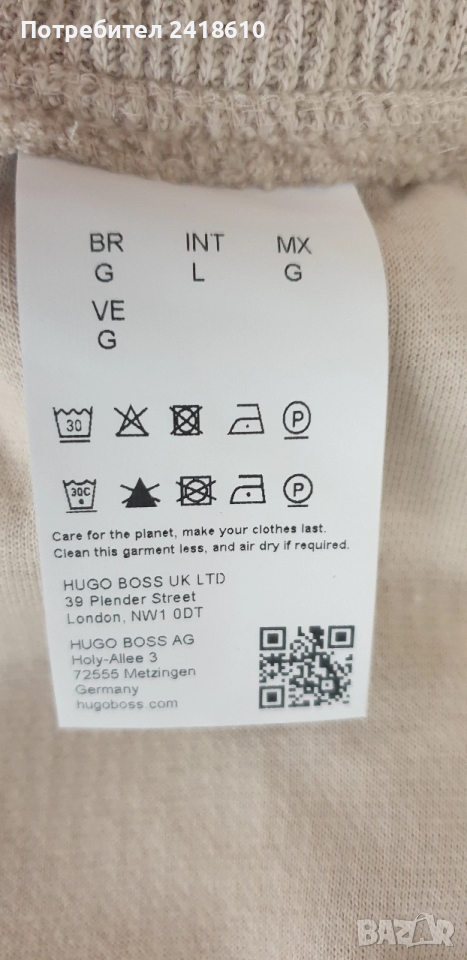 Потребител 2418610
BR INT MX
G L G
VE
G
30 P
30C P
Care for the planet, make your clothes last.
Clean this garment less, and air dry if required.
HUGO BOSS UK LTD
39 Plender Street
London, NW1 0DT
HUGO BOSS AG
Holy-Allee 3
72555 Metzingen
Germany
hugoboss.com
BAZAR